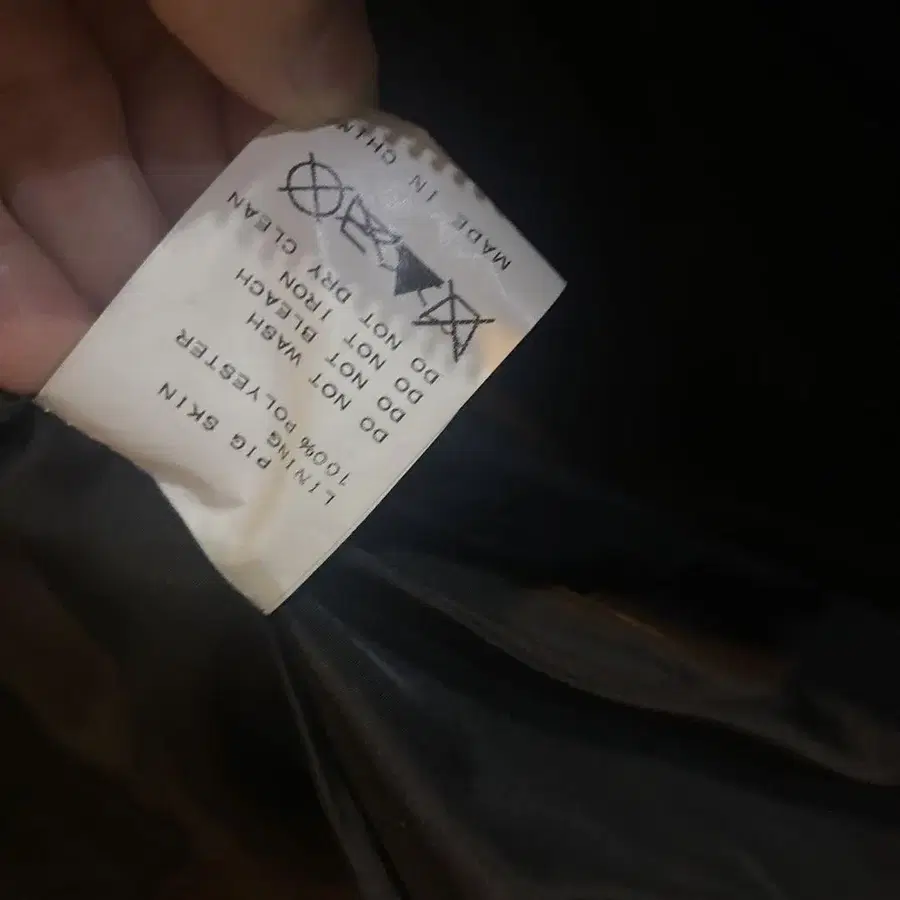 PIG SKIN
LINING
100% POLYESTER
DO NOT WASH
DO NOT BLEACH
DO NOT IRON
DO NOT DRY CLEAN
MADE IN CHIN